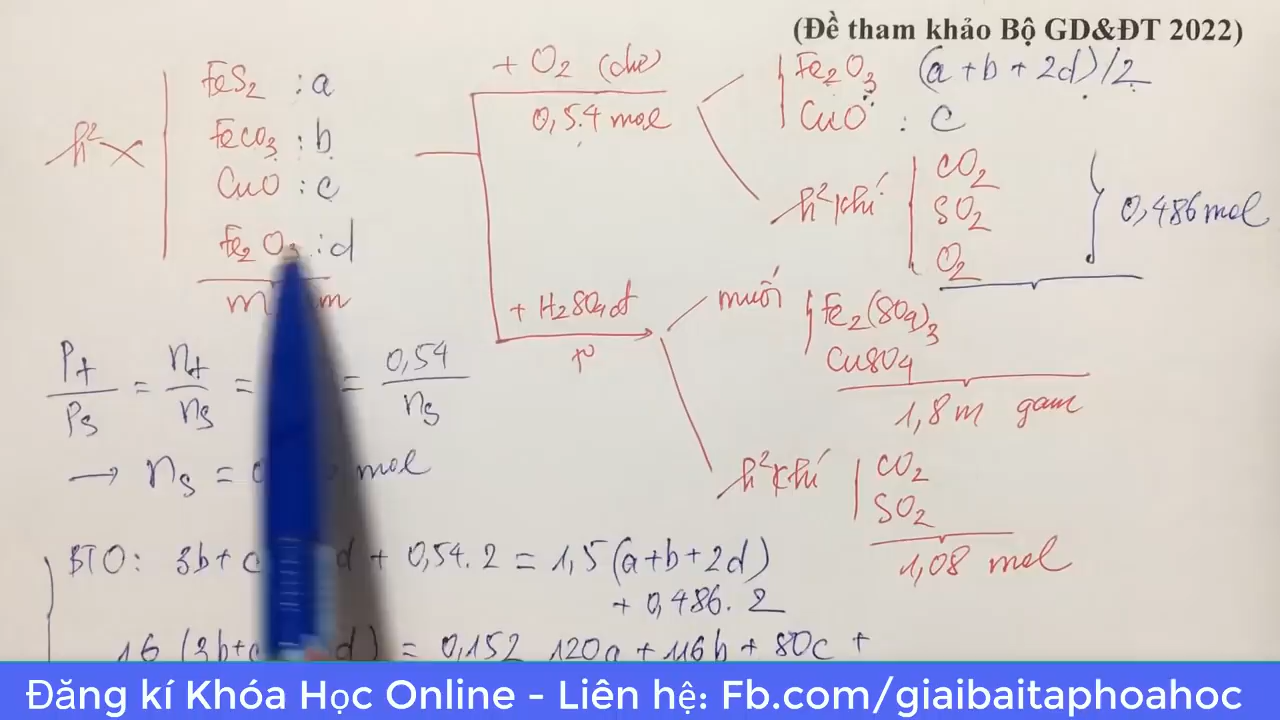 (Đề tham khảo Bộ GD&ĐT 2022)
h² X
FeS₂ : a
FeCO₃ : b
CuO : c
Fe₂O₃ : d
+ O₂ (dư)
0,54 mol
Fe₂O₃ (a+b+2d)/2
CuO : c
h² khí
CO₂
SO₂
O₂
0,486 mol
+ H₂SO₄ đ
t°
muối
Fe₂(SO₄)₃
CuSO₄
1,8m gam
h² khí
CO₂
SO₂
1,08 mol
Pt/Ps = nt/ns = = 0,54/ns
→ ns = mol
BTO: 3b+c d + 0,54.2 = 1,5(a+b+2d)
+ 0,486.2
16 (3b+c d) = 0,152 120a + 116b + 80c +
Đăng kí Khóa Học Online - Liên hệ: Fb.com/giaibaitaphoahoc